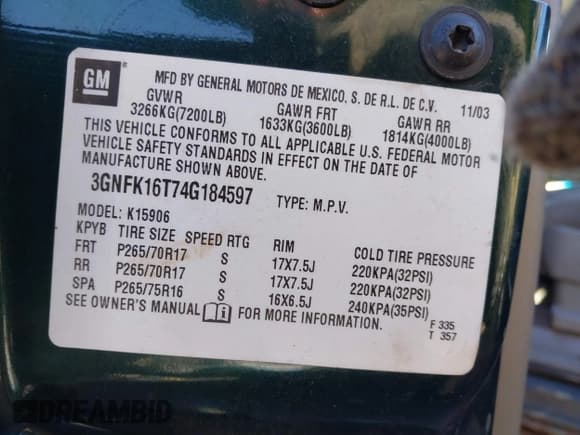 GM
MFD BY GENERAL MOTORS DE MEXICO, S. DE R.L. DE C.V. 11/03
GVWR GAWR FRT GAWR RR
3266KG(7200LB) 1633KG(3600LB) 1814KG(4000LB)
THIS VEHICLE CONFORMS TO ALL APPLICABLE U.S. FEDERAL MOTOR
VEHICLE SAFETY STANDARDS IN EFFECT ON THE DATE OF
MANUFACTURE SHOWN ABOVE.
3GNFK16T74G184597 TYPE: M.P.V.
MODEL: K15906
KPYB TIRE SIZE SPEED RTG RIM COLD TIRE PRESSURE
FRT P265/70R17 S 17X7.5J 220KPA(32PSI)
RR P265/70R17 S 17X7.5J 220KPA(32PSI)
SPA P265/75R16 S 16X6.5J 240KPA(35PSI)
SEE OWNER'S MANUAL FOR MORE INFORMATION.
F 335
T 357
DREAMBID